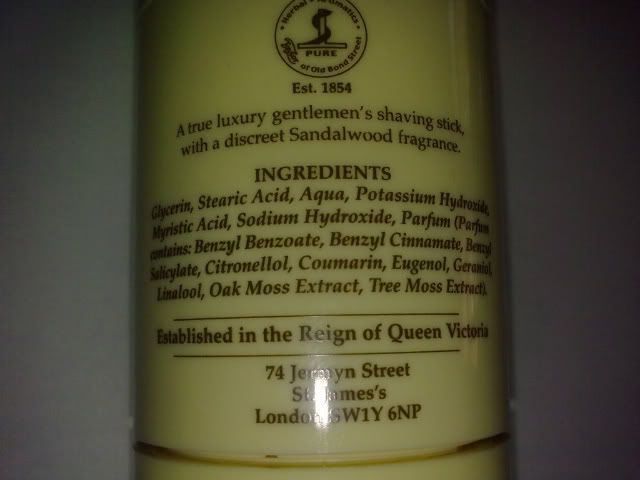 Herbal • Aromatics
Taylor
PURE
of Old Bond Street
Est. 1854
A true luxury gentlemen's shaving stick,
with a discreet Sandalwood fragrance.
INGREDIENTS
Glycerin, Stearic Acid, Aqua, Potassium Hydroxide,
Myristic Acid, Sodium Hydroxide, Parfum (Parfum
contains: Benzyl Benzoate, Benzyl Cinnamate, Benzyl
Salicylate, Citronellol, Coumarin, Eugenol, Geraniol,
Linalool, Oak Moss Extract, Tree Moss Extract).
Established in the Reign of Queen Victoria
74 Jermyn Street
St. James's
London SW1Y 6NP